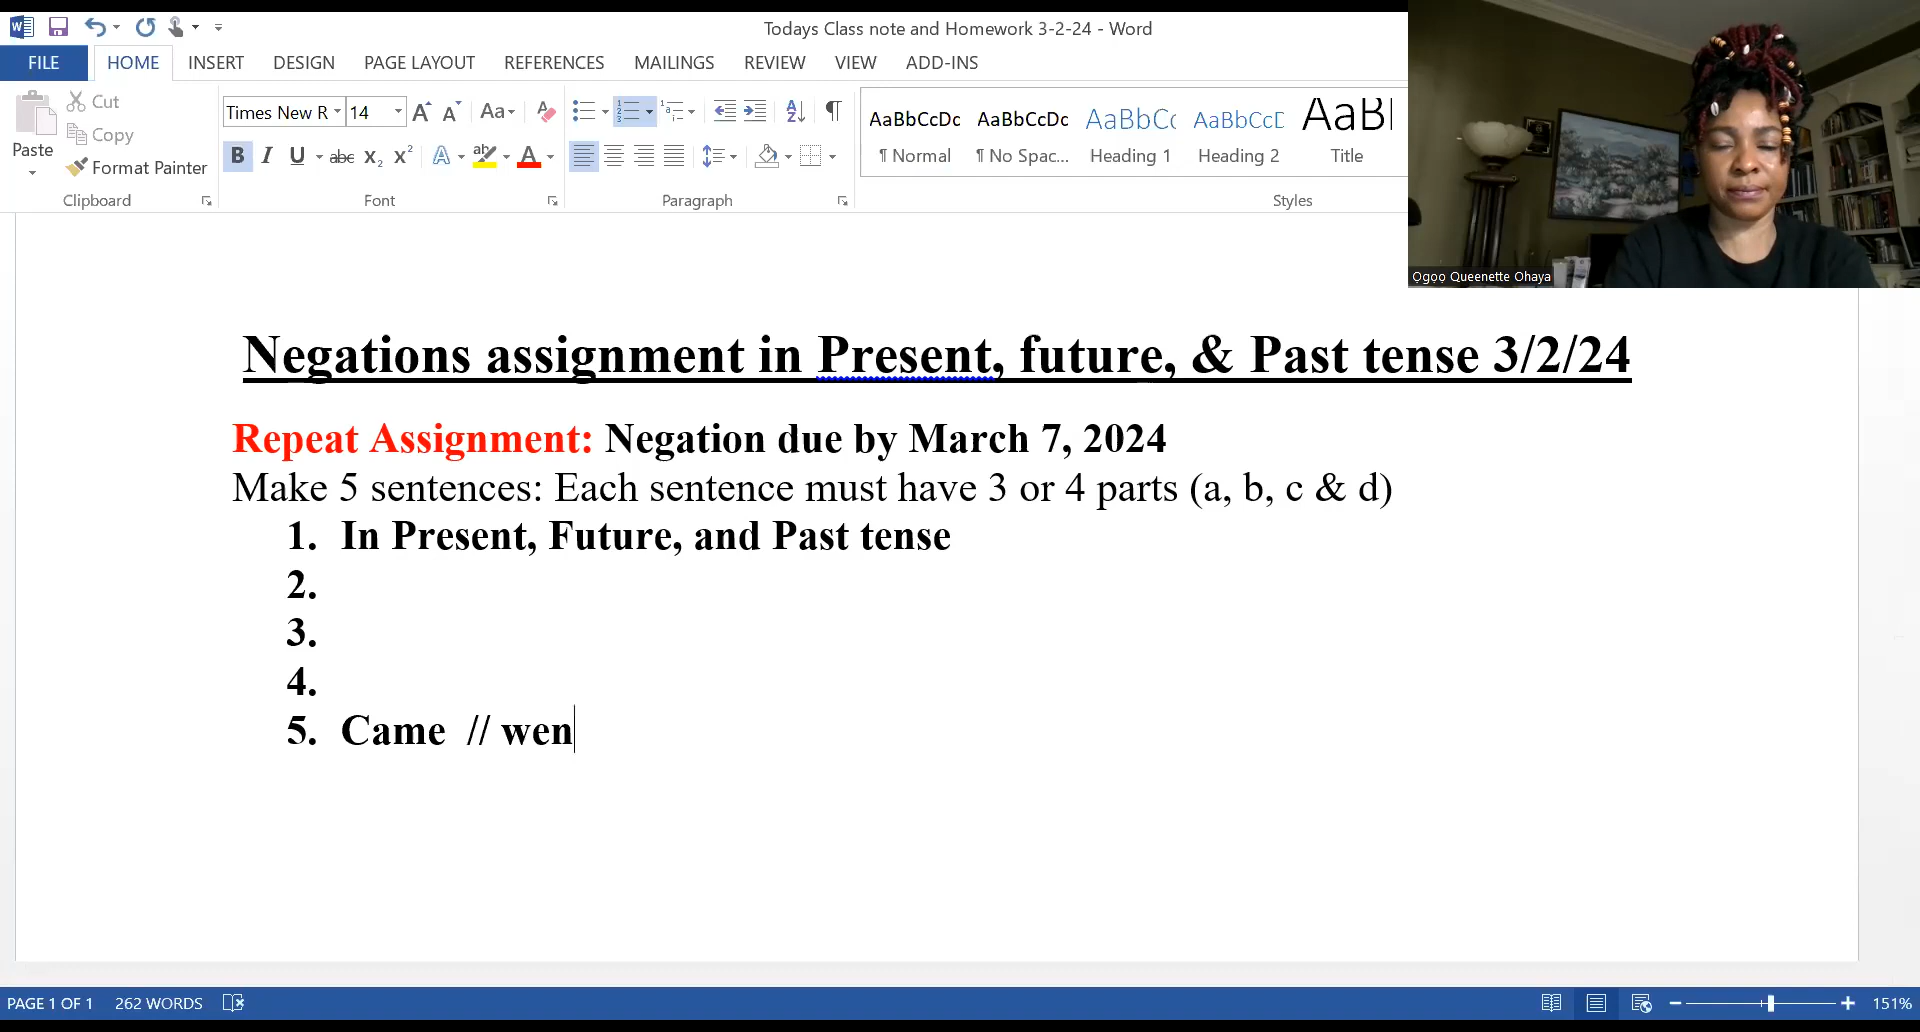 Todays Class note and Homework 3-2-24 - Word
FILE HOME INSERT DESIGN PAGE LAYOUT REFERENCES MAILINGS REVIEW VIEW ADD-INS
Paste
Cut
Copy
Format Painter
Clipboard
Times New R 14
Font
Paragraph
AaBbCcDc AaBbCcDc AaBbCc AaBbCcD AaBl
¶ Normal ¶ No Spac... Heading 1 Heading 2 Title
Styles
Ọgọọ Queenette Ohaya
Negations assignment in Present, future, & Past tense 3/2/24
Repeat Assignment: Negation due by March 7, 2024
Make 5 sentences: Each sentence must have 3 or 4 parts (a, b, c & d)
1. In Present, Future, and Past tense
2.
3.
4.
5. Came // wen
PAGE 1 OF 1 262 WORDS 151%